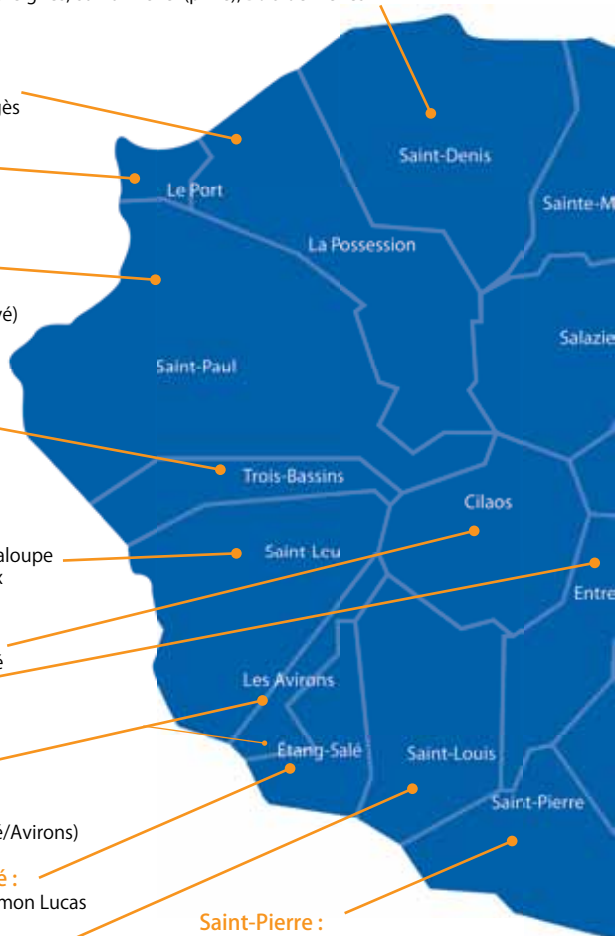 Saint-Denis
Le Port
Sainte-M
La Possession
vé)
Salazie
Saint-Paul
Trois-Bassins
Cilaos
aloupe
Saint-Leu
x
Entre
é
Les Avirons
Étang-Salé
Saint-Louis
Saint-Pierre
é/Avirons)
é :
mon Lucas
Saint-Pierre :